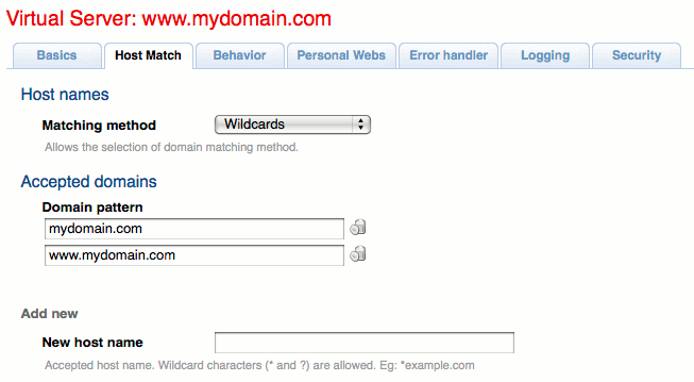 Virtual Server: www.mydomain.com
Basics Host Match Behavior Personal Webs Error handler Logging Security
Host names
Matching method Wildcards
Allows the selection of domain matching method.
Accepted domains
Domain pattern
mydomain.com
www.mydomain.com
Add new
New host name
Accepted host name. Wildcard characters (* and ?) are allowed. Eg: *example.com